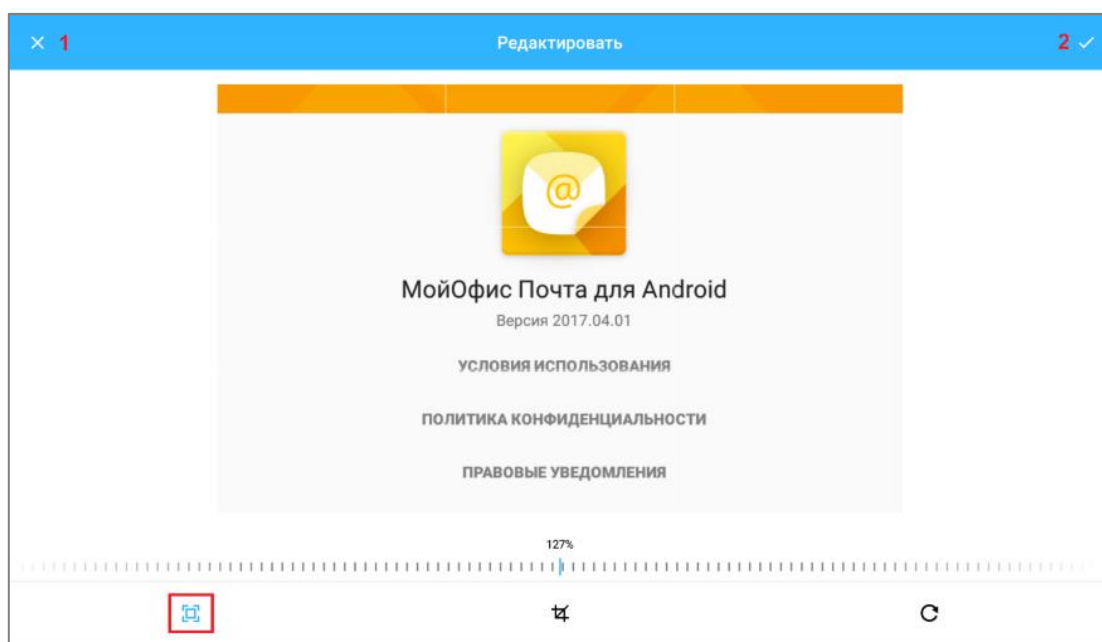 1 Редактировать 2
@
МойОфис Почта для Android
Версия 2017.04.01
УСЛОВИЯ ИСПОЛЬЗОВАНИЯ
ПОЛИТИКА КОНФИДЕНЦИАЛЬНОСТИ
ПРАВОВЫЕ УВЕДОМЛЕНИЯ
127%